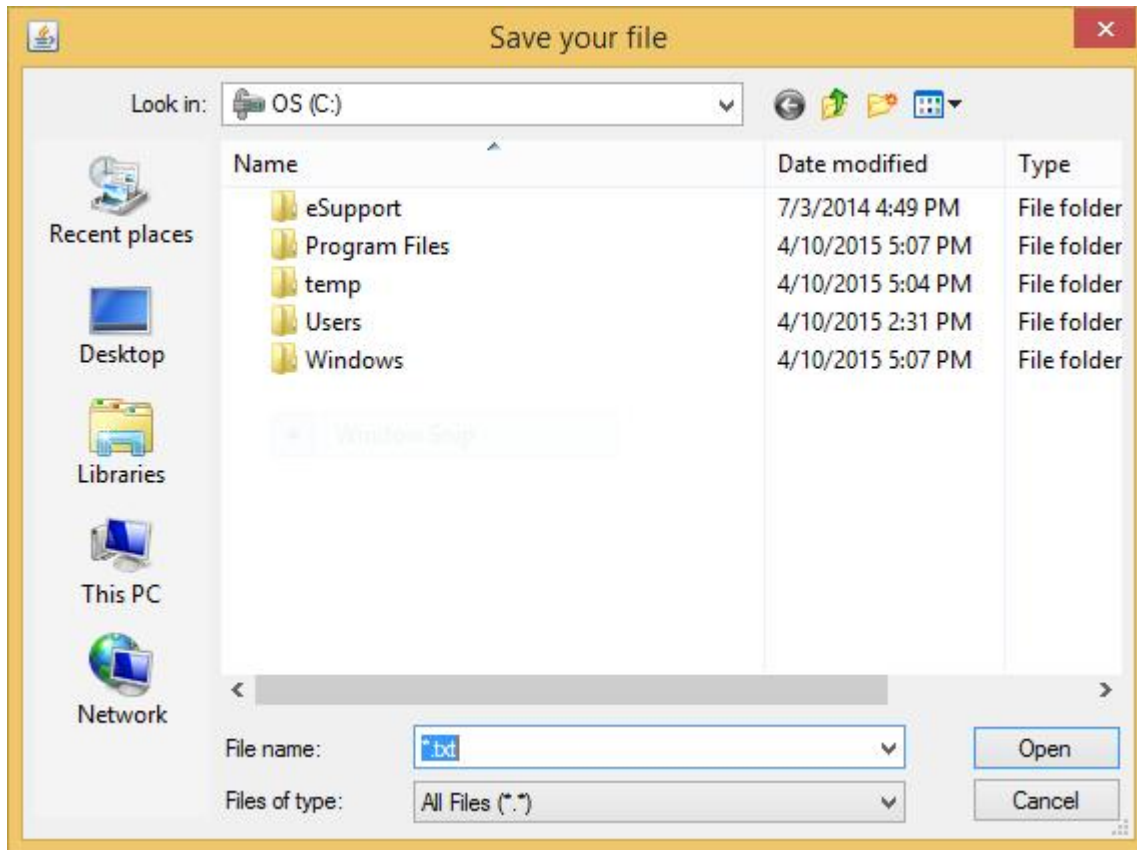 Save your file
Look in: OS (C:)
Name Date modified Type
eSupport 7/3/2014 4:49 PM File folder
Program Files 4/10/2015 5:07 PM File folder
temp 4/10/2015 5:04 PM File folder
Users 4/10/2015 2:31 PM File folder
Windows 4/10/2015 5:07 PM File folder
Window Snip
Recent places
Desktop
Libraries
This PC
Network
File name: *.txt Open
Files of type: All Files (*.*) Cancel